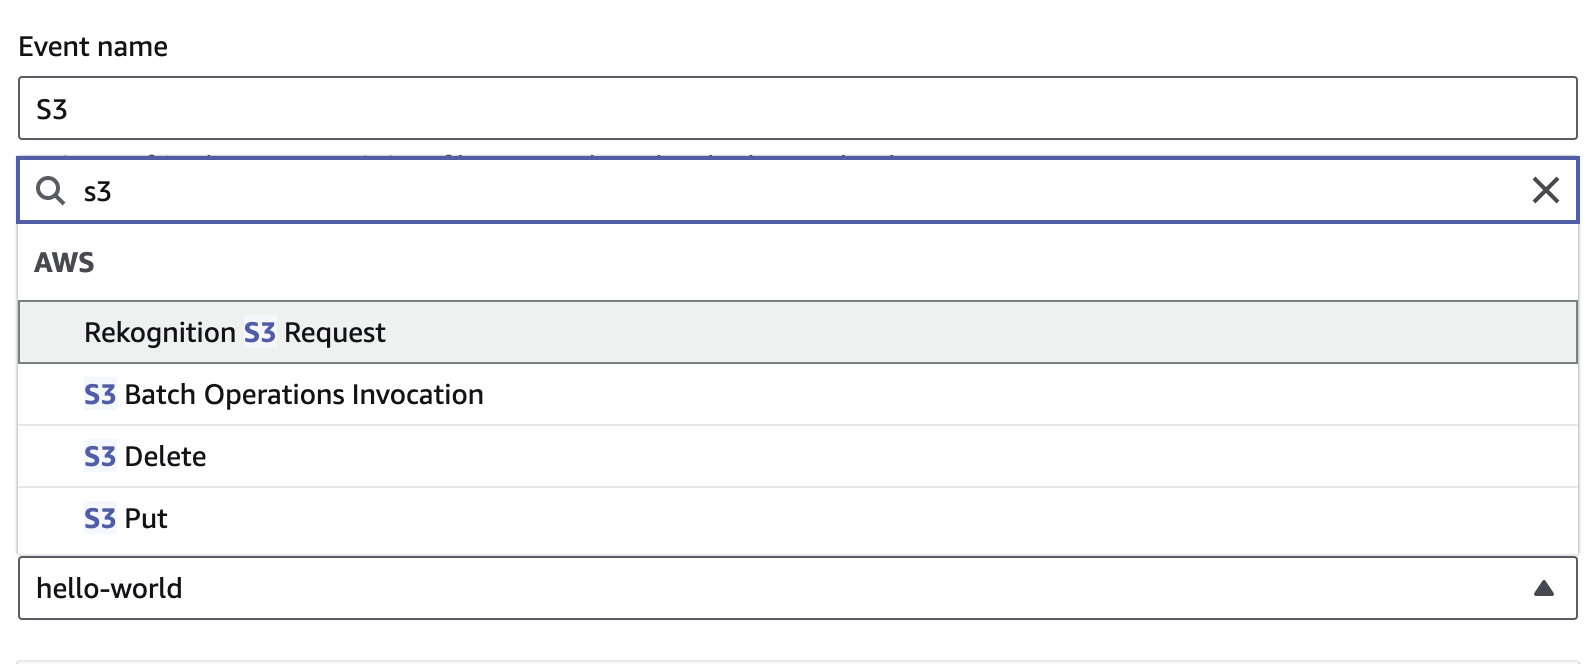 Event name
S3
s3
AWS
Rekognition S3 Request
S3 Batch Operations Invocation
S3 Delete
S3 Put
hello-world